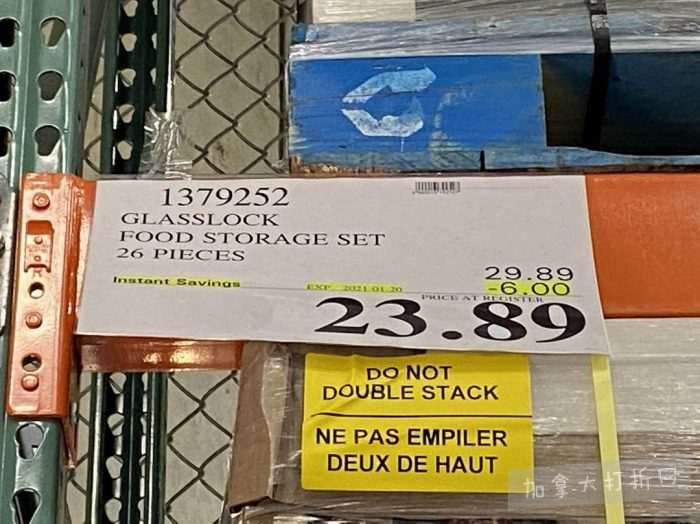 1379252
GLASSLOCK
FOOD STORAGE SET
26 PIECES
29.89
Instant Savings EXP. 2021.01.20 -6.00
PRICE AT REGISTER
23.89
DO NOT
DOUBLE STACK
NE PAS EMPILER
DEUX DE HAUT
加拿大打折日